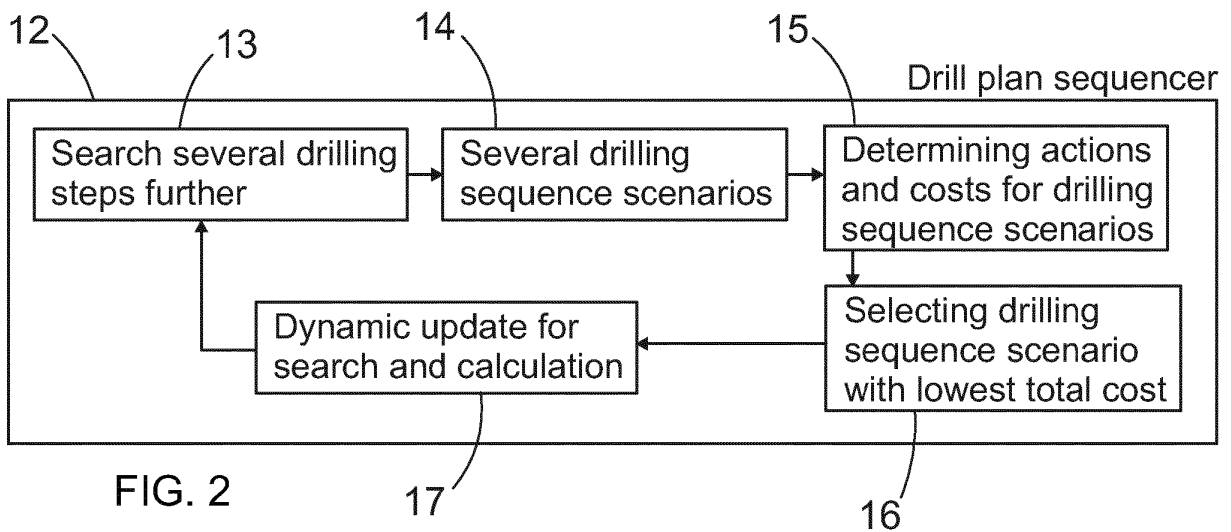 12
13
14
15
Drill plan sequencer
Search several drilling
steps further
Several drilling
sequence scenarios
Determining actions
and costs for drilling
sequence scenarios
Dynamic update for
search and calculation
Selecting drilling
sequence scenario
with lowest total cost
FIG. 2
17
16